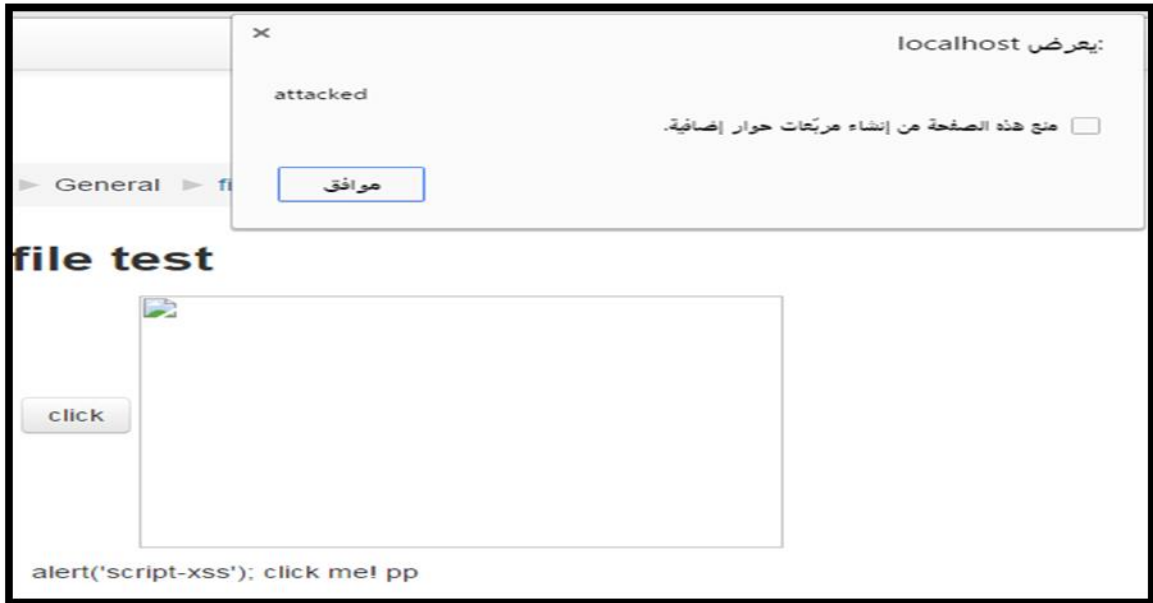 ×
localhost يعرض:
attacked
منع هذه الصفحة من إنشاء مربّعات حوار إضافية.
موافق
► General ► fi
file test
click
alert('script-xss'); click me! pp